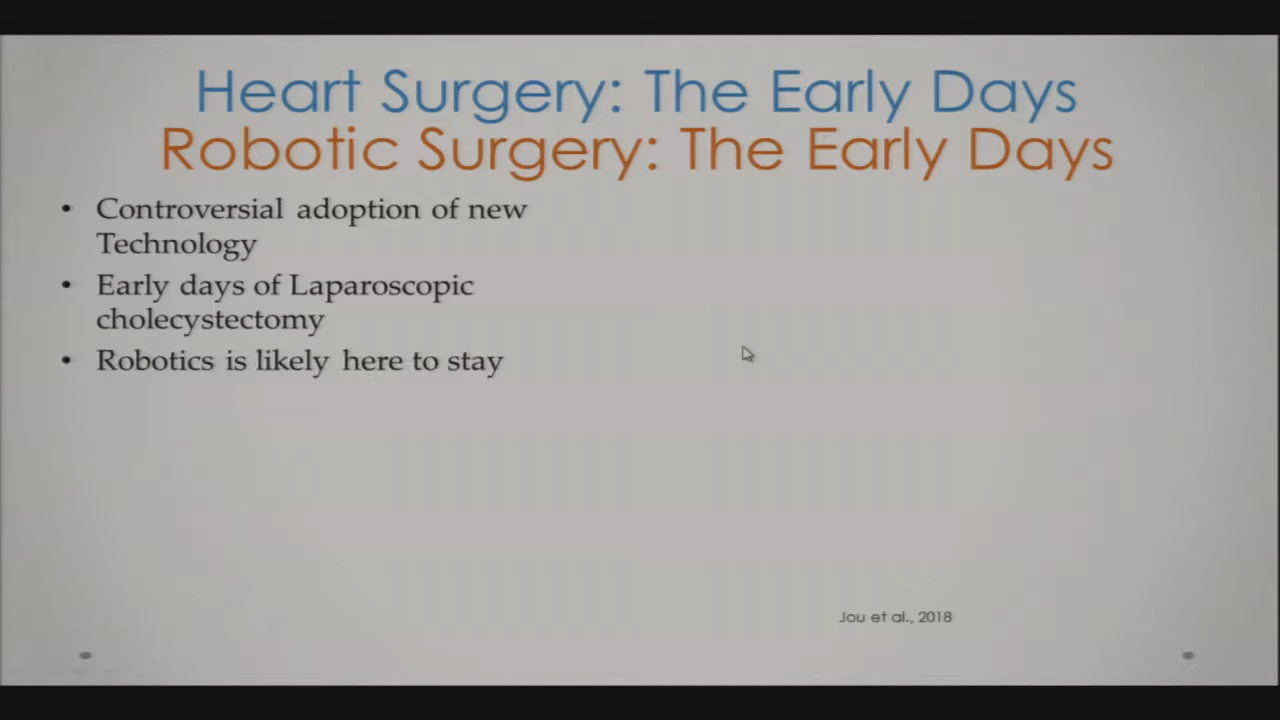 Heart Surgery: The Early Days
Robotic Surgery: The Early Days
• Controversial adoption of new
Technology
• Early days of Laparoscopic
cholecystectomy
• Robotics is likely here to stay
Jou et al., 2018